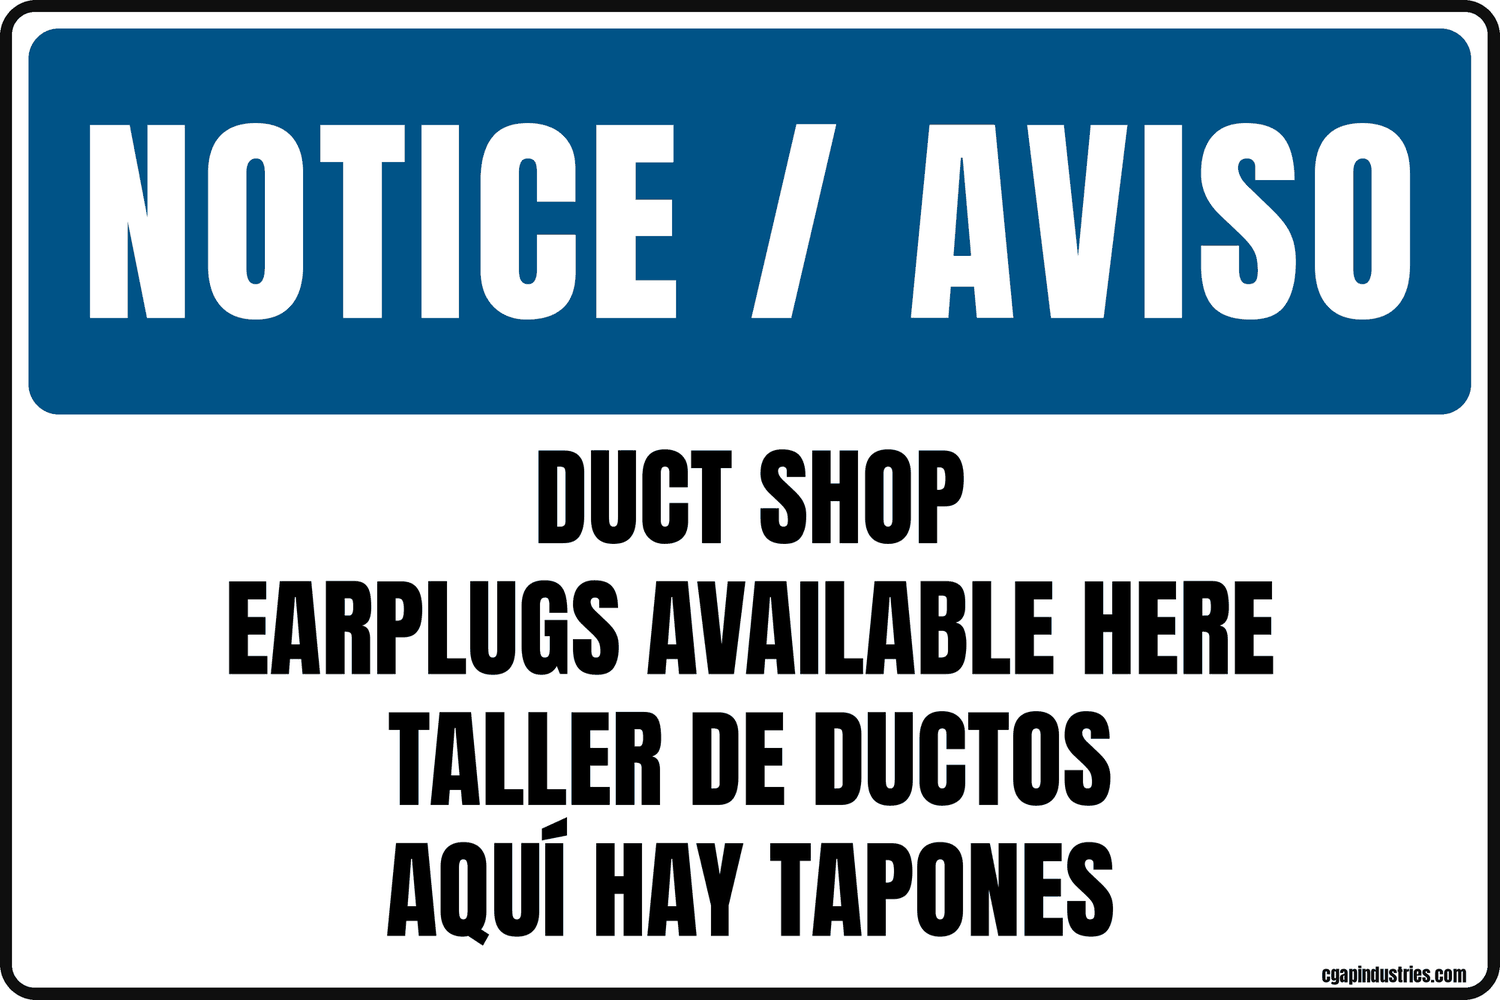 NOTICE / AVISO
DUCT SHOP
EARPLUGS AVAILABLE HERE
TALLER DE DUCTOS
AQUÍ HAY TAPONES
cgapindustries.com